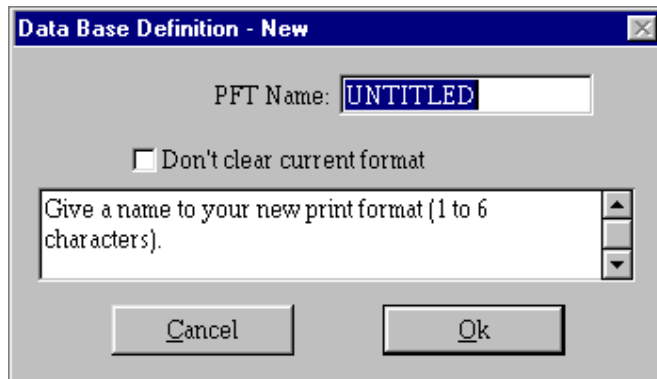 Data Base Definition - New
PFT Name: UNTITLED
Don't clear current format
Give a name to your new print format (1 to 6
characters).
Cancel
Ok